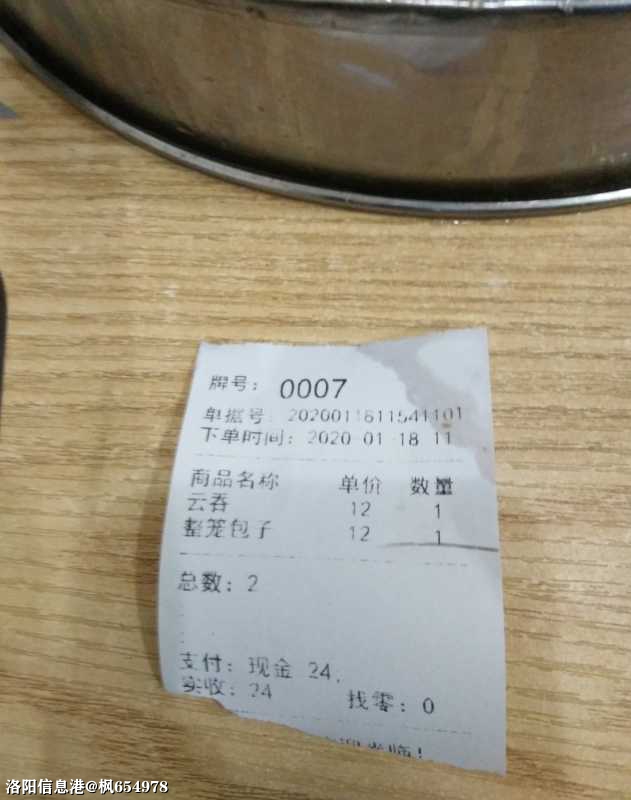 牌号： 0007
单据号： 2020011811541101
下单时间：2020-01-18 11
商品名称 单价 数量
云吞 12 1
整笼包子 12 1
总数：2
支付：现金 24.
实收：24 找零：0
洛阳信息港@枫654978